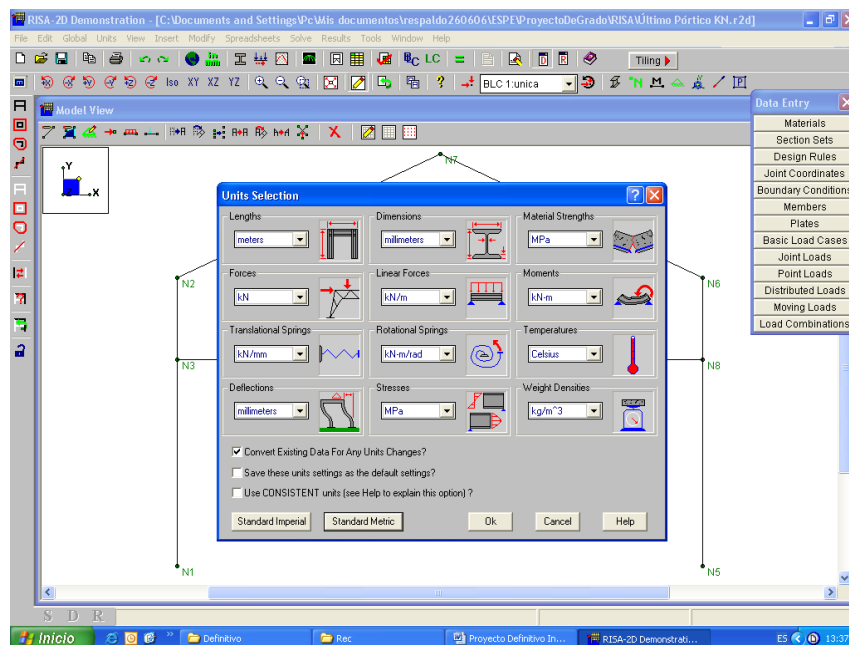 RISA-2D Demonstration - [C:\Documents and Settings\Pc\Mis documentos\respaldo260606\ESPE\ProyectoDeGrado\RISA\Último Pórtico KN.r2d]
File Edit Global Units View Insert Modify Spreadsheets Solve Results Tools Window Help
BC LC = D R Tiling
Iso XY XZ YZ BLC 1:unica
Model View
Data Entry
Materials
Section Sets
Design Rules
Joint Coordinates
Boundary Conditions
Members
Plates
Basic Load Cases
Joint Loads
Point Loads
Distributed Loads
Moving Loads
Load Combinations
Y
Z X
N7
N2
N6
N3
N8
N1
N5
Units Selection
Lengths Dimensions Material Strengths
meters millimeters MPa
Forces Linear Forces Moments
kN kN/m kN-m
Translational Springs Rotational Springs Temperatures
kN/mm kN-m/rad Celsius
Deflections Stresses Weight Densities
millimeters MPa kg/m^3
Convert Existing Data For Any Units Changes?
Save these units settings as the default settings?
Use CONSISTENT units (see Help to explain this option) ?
Standard Imperial Standard Metric Ok Cancel Help
S D R
Inicio Definitivo Rec Proyecto Definitivo In... RISA-2D Demonstrati... ES 13:37